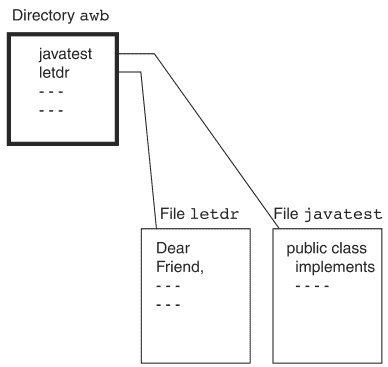 Directory awb
javatest
letdr
- - -
- - -
File letdr
File javatest
Dear
Friend,
- - -
- - -
public class
implements
- - - -